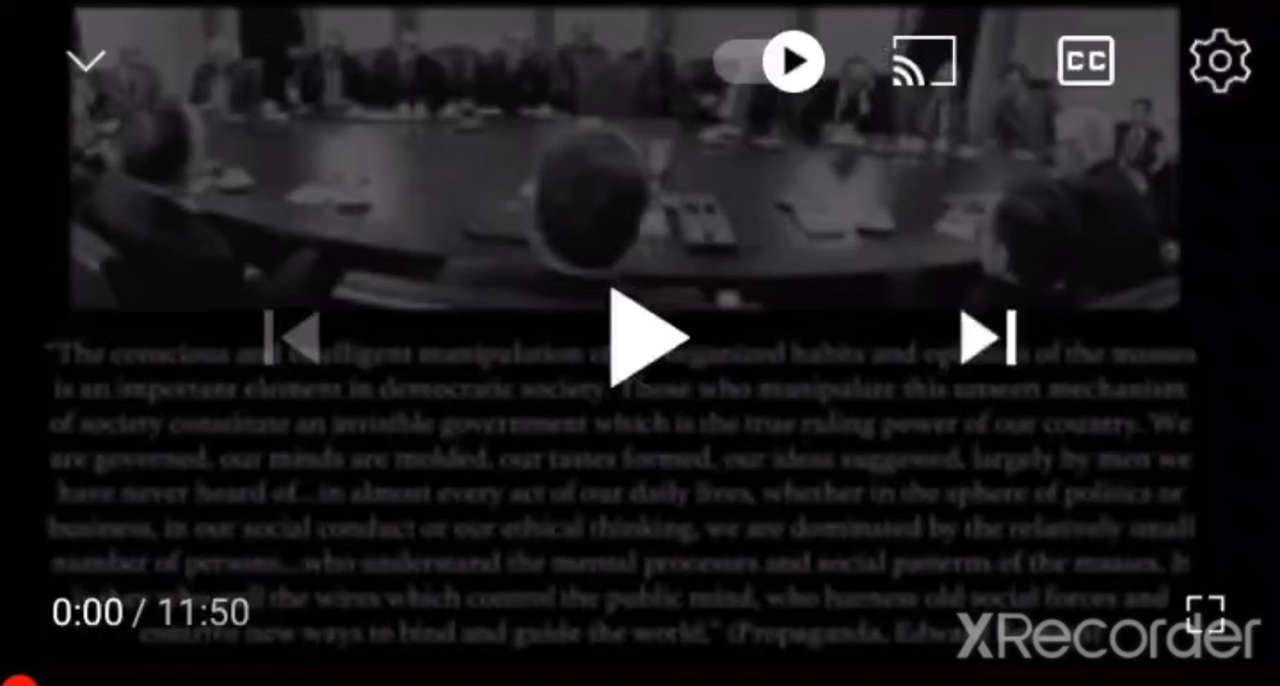 CC
"The conscious and intelligent manipulation of organized habits and of the masses
is an important element in democratic society. Those who manipulate this unseen mechanism
of society constitute an invisible government which is the true ruling power of our country. We
are governed, our minds are molded, our tastes formed, our ideas suggested, largely by men we
have never heard of...in almost every act of our daily lives, whether in the sphere of politics or
business, in our social conduct or our ethical thinking, we are dominated by the relatively small
number of persons...who understand the mental processes and social patterns of the masses. It
the wires which control the public mind, who harness old social forces and
contrive new ways to bind and guide the world." (Propaganda,
0:00 / 11:50
XRecorder